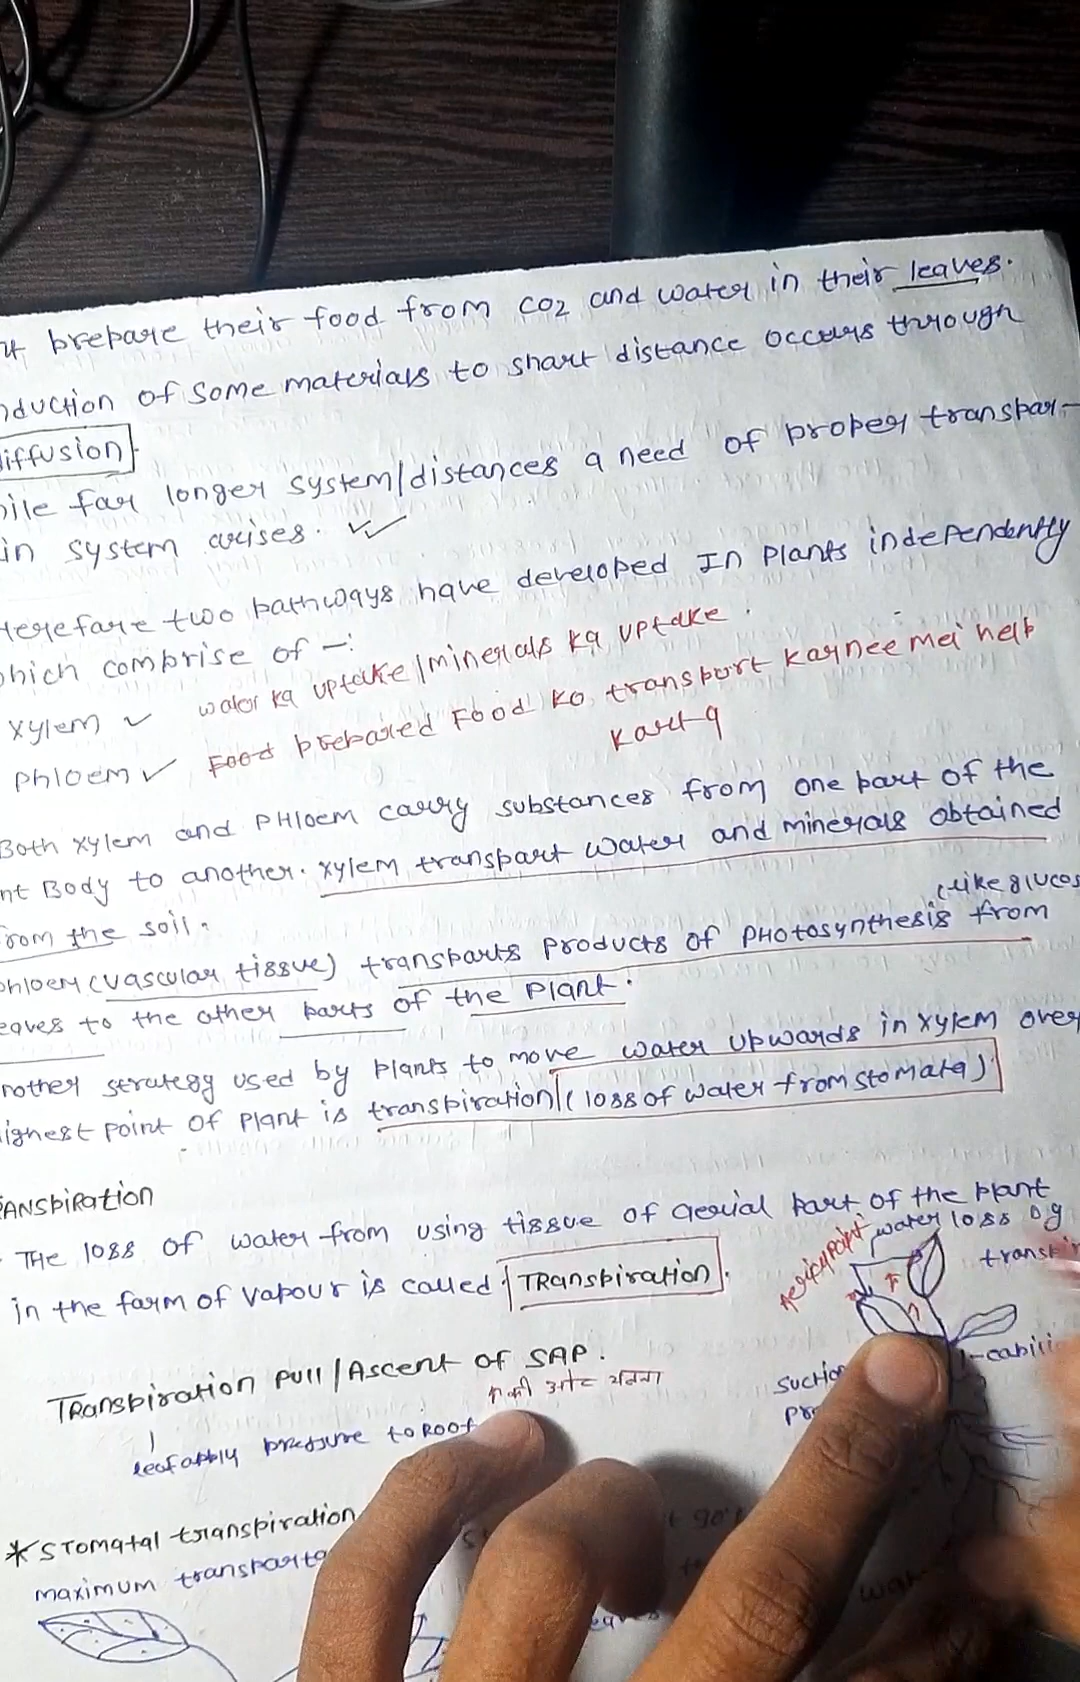 prepare their food from CO2 and water in their leaves.
duction of some materials to short distance occurs through
iffusion
ile for longer system/distances a need of proper transpor-
in system arises.
erefore two pathways have developed In Plants independently
hich comprise of -:
Xylem ✓ water ka uptake/minerals ka uptake.
Phloem ✓ Food prepared Food ko transport karnee mei help
Both xylem and PHloem carry substances from one part of the
nt Body to another. xylem transport water and minerals obtained
rom the soil.
(like glucos
hloem (vascular tissue) transports products of PHotosynthesis from
eaves to the other parts of the Plant.
nother strategy used by plants to move water upwards in xylem over
ighest point of Plant is transpiration (loss of water from stomata)
ANSpiRation
THe loss of water from using tissue of aerial part of the plant
in the form of Vapour is called TRanspiration.
water loss by
transpir
suction
pr
TRanspiration Pull/Ascent of SAP.
leaf apply pressure to Root
*STomatal transpiration
maximum